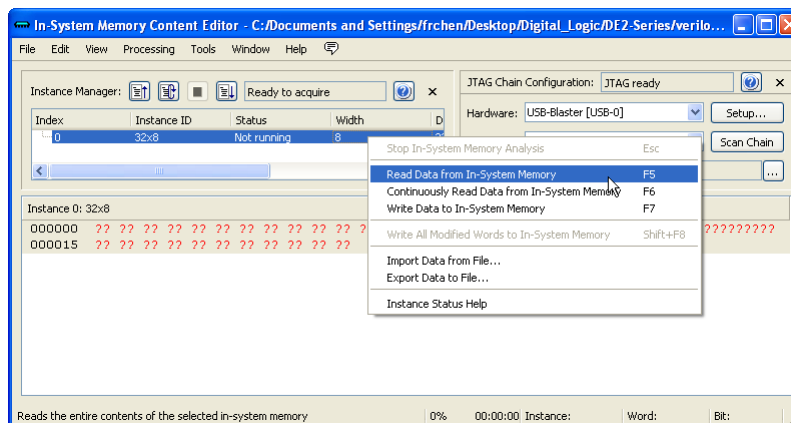 In-System Memory Content Editor - C:/Documents and Settings/frchen/Desktop/Digital_Logic/DE2-Series/verilo...
File Edit View Processing Tools Window Help
Instance Manager: Ready to acquire
JTAG Chain Configuration: JTAG ready
Index Instance ID Status Width D
0 32x8 Not running 8
Hardware: USB-Blaster [USB-0] Setup...
Scan Chain
...
Stop In-System Memory Analysis Esc
Read Data from In-System Memory F5
Continuously Read Data from In-System Memory F6
Write Data to In-System Memory F7
Write All Modified Words to In-System Memory Shift+F8
Import Data from File...
Export Data to File...
Instance Status Help
Instance 0: 32x8
000000 ?? ?? ?? ?? ?? ?? ?? ?? ?? ?? ?? ? ?????????
000015 ?? ?? ?? ?? ?? ?? ?? ?? ?? ?? ??
Reads the entire contents of the selected in-system memory 0% 00:00:00 Instance: Word: Bit: